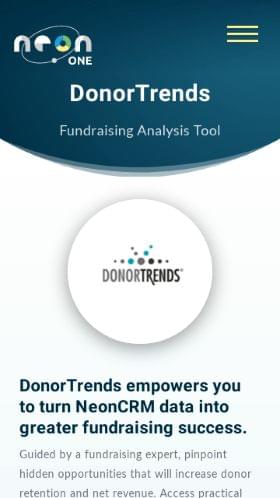 neon
ONE
DonorTrends
Fundraising Analysis Tool
DONORTRENDS
DonorTrends empowers you
to turn NeonCRM data into
greater fundraising success.
Guided by a fundraising expert, pinpoint
hidden opportunities that will increase donor
retention and net revenue. Access practical